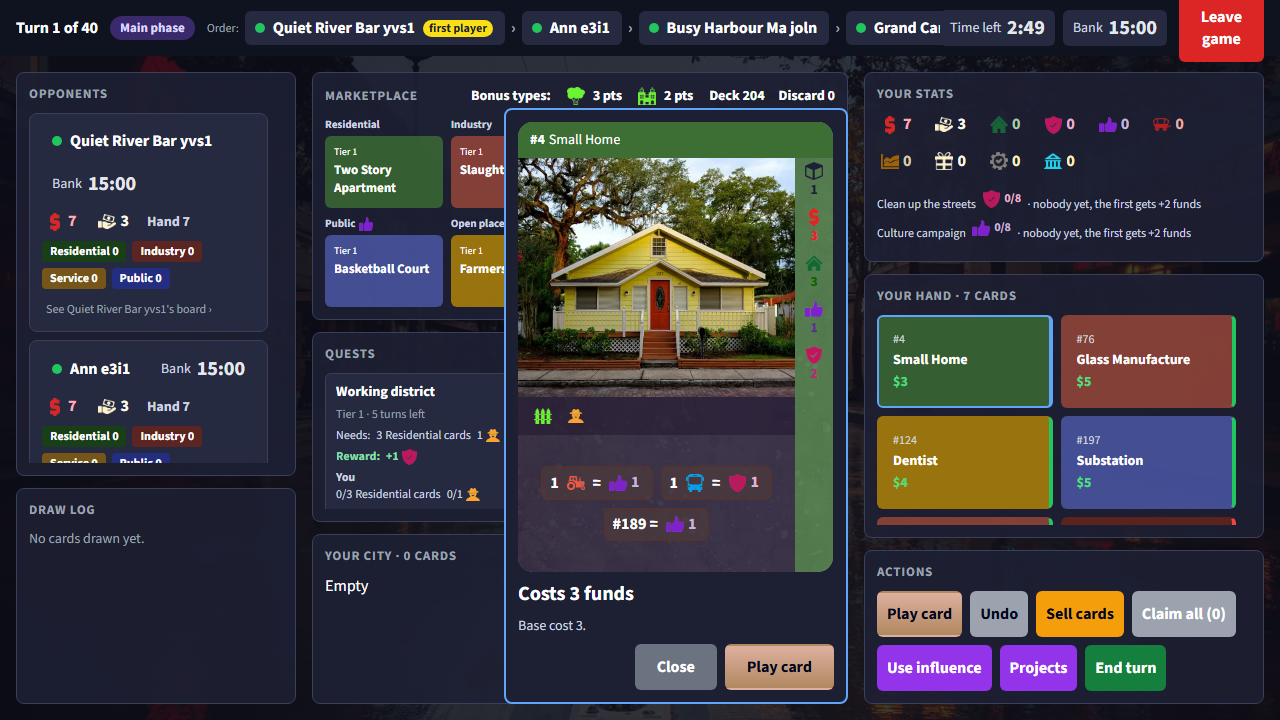 Turn 1 of 40
Main phase
Order:
Quiet River Bar yvs1
first player
›
Ann e3i1
›
Busy Harbour Ma joln
›
Grand Ca
Time left 2:49
Bank 15:00
Leave game
OPPONENTS
Quiet River Bar yvs1
Bank 15:00
7
3
Hand 7
Residential 0
Industry 0
Service 0
Public 0
See Quiet River Bar yvs1's board ›
Ann e3i1
Bank 15:00
7
3
Hand 7
Residential 0
Industry 0
Service 0
Public 0
DRAW LOG
No cards drawn yet.
MARKETPLACE
Bonus types:
3 pts
2 pts
Deck 204
Discard 0
Residential
Industry
Tier 1
Two Story
Apartment
Tier 1
Slaught
Public
Open place
Tier 1
Basketball Court
Tier 1
Farmers
QUESTS
Working district
Tier 1 · 5 turns left
Needs: 3 Residential cards 1
Reward: +1
You
0/3 Residential cards 0/1
YOUR CITY · 0 CARDS
Empty
#4 Small Home
1
3
3
1
2
1 = 1
1 = 1
#189 = 1
Costs 3 funds
Base cost 3.
Close
Play card
YOUR STATS
7
3
0
0
0
0
0
0
0
0
Clean up the streets 0/8 · nobody yet, the first gets +2 funds
Culture campaign 0/8 · nobody yet, the first gets +2 funds
YOUR HAND · 7 CARDS
#4
Small Home
$3
#76
Glass Manufacture
$5
#124
Dentist
$4
#197
Substation
$5
ACTIONS
Play card
Undo
Sell cards
Claim all (0)
Use influence
Projects
End turn